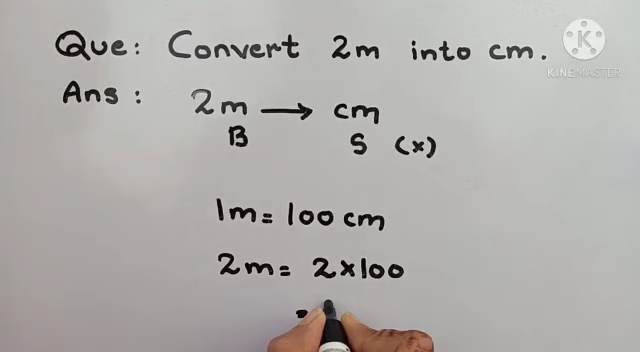 Que: Convert 2m into cm.
KINEMASTER
Ans: 2m → cm
B S (x)
1m = 100 cm
2m = 2×100